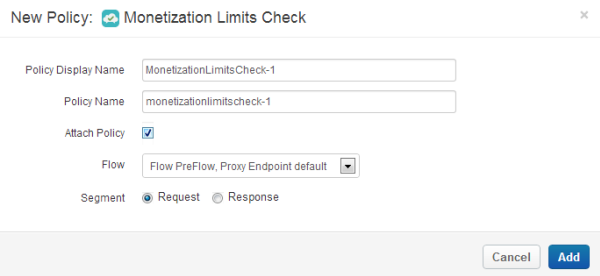 New Policy: Monetization Limits Check ×
Policy Display Name MonetizationLimitsCheck-1
Policy Name monetizationlimitscheck-1
Attach Policy
Flow Flow PreFlow, Proxy Endpoint default
Segment Request Response
Cancel Add